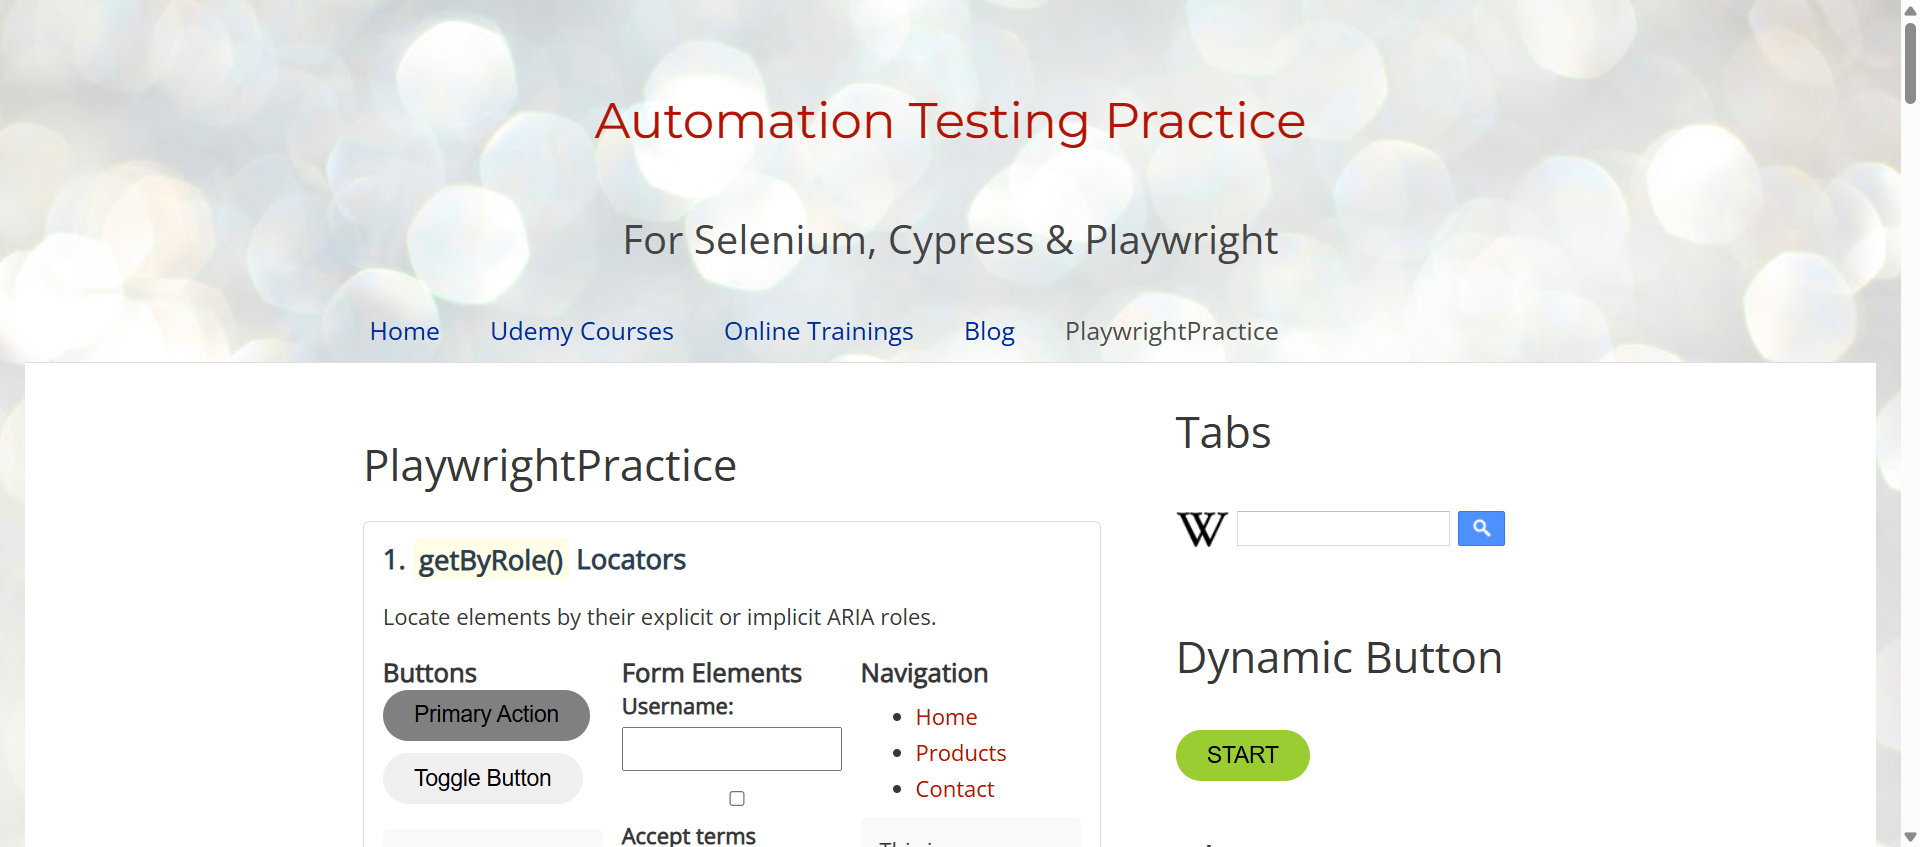 Automation Testing Practice
For Selenium, Cypress & Playwright
Home Udemy Courses Online Trainings Blog PlaywrightPractice
PlaywrightPractice
1. getByRole() Locators
Locate elements by their explicit or implicit ARIA roles.
Buttons
Primary Action
Toggle Button
Form Elements
Username:
Accept terms
Navigation
Home
Products
Contact
Tabs
W
Dynamic Button
START